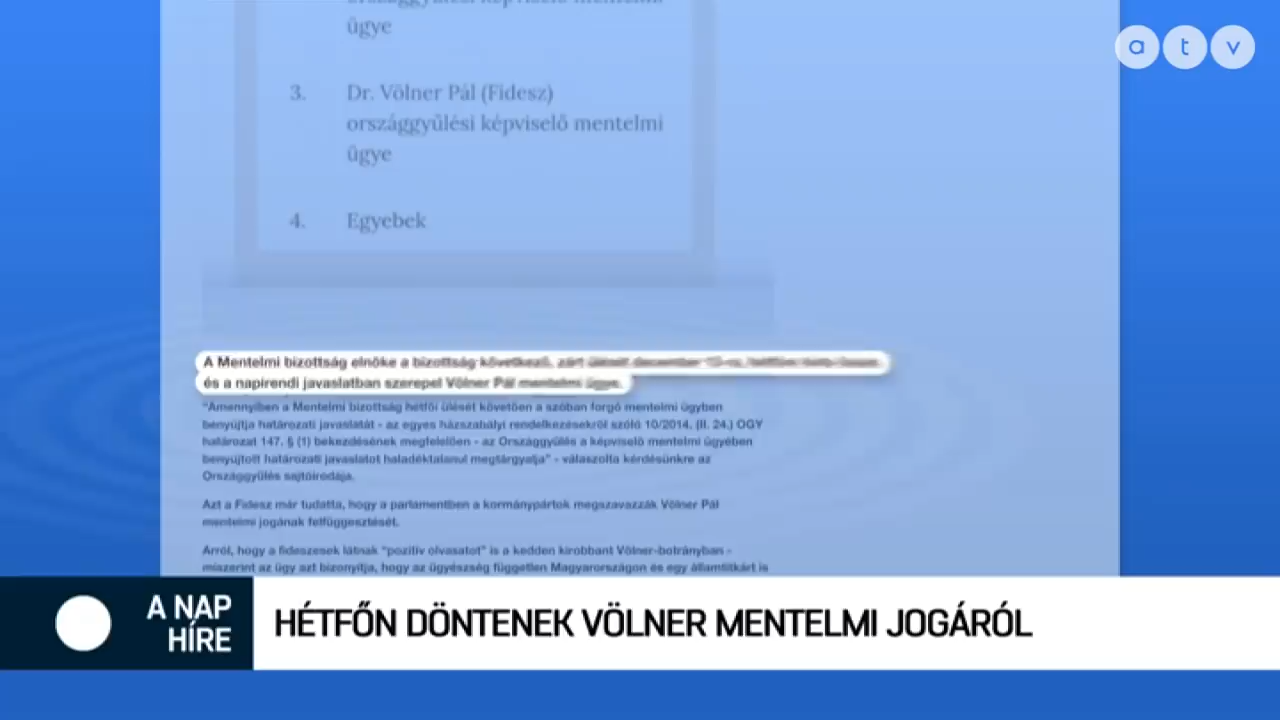 atv
ügye
3. Dr. Völner Pál (Fidesz)
országgyűlési képviselő mentelmi
ügye
4. Egyebek
A Mentelmi bizottság elnöke a bizottság következő, zárt ülését december
és a napirendi javaslatban szerepel Völner Pál mentelmi ügye.
"Amennyiben a Mentelmi bizottság hétfői ülését követően a szóban forgó mentelmi ügyben
benyújtja határozati javaslatát - az egyes házszabályi rendelkezésekről szóló 10/2014. (II. 24.) OGY
határozat 147. § (1) bekezdésének megfelelően - az Országgyűlés a képviselő mentelmi ügyében
benyújtott határozati javaslatot haladéktalanul megtárgyalja" - válaszolta kérdésünkre az
Országgyűlés sajtóirodája.
Azt a Fidesz már tudatta, hogy a parlamentben a kormánypártok megszavazzák Völner Pál
mentelmi jogának felfüggesztését.
Arról, hogy a fideszesek látnak "pozitív olvasatot" is a kedden kirobbant Völner-botrányban -
miszerint az ügy azt bizonyítja, hogy az ügyészség független Magyarországon és egy államtitkárt is
A NAP
HÍRE
HÉTFŐN DÖNTENEK VÖLNER MENTELMI JOGÁRÓL